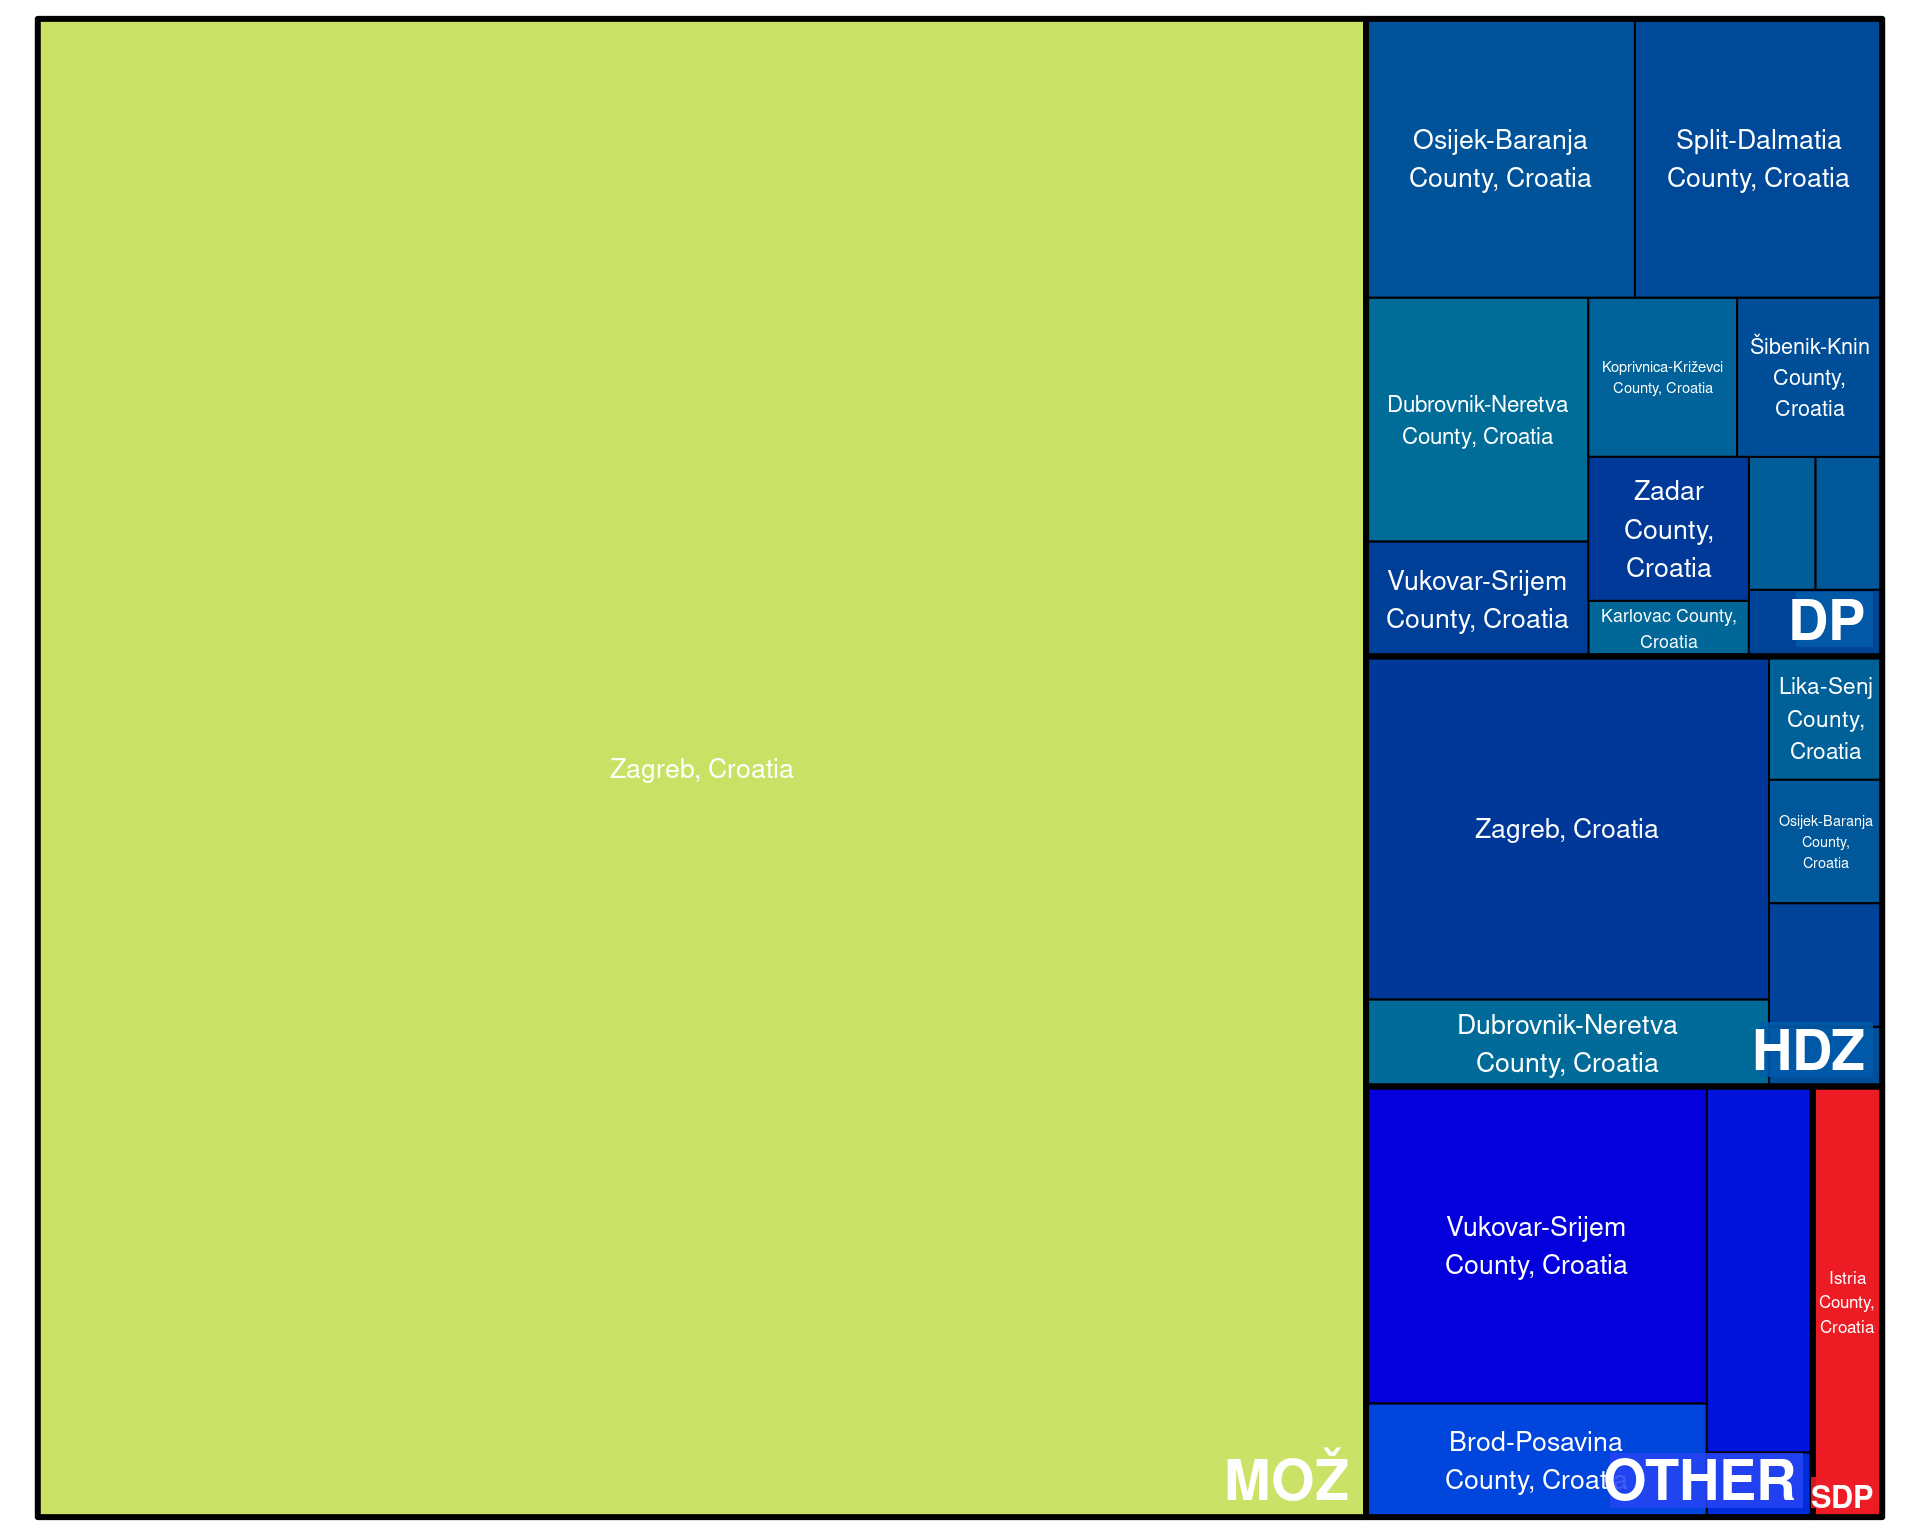 Zagreb, Croatia
MOŽ
Osijek-Baranja
County, Croatia
Split-Dalmatia
County, Croatia
Dubrovnik-Neretva
County, Croatia
Koprivnica-Križevci
County, Croatia
Šibenik-Knin
County,
Croatia
Vukovar-Srijem
County, Croatia
Zadar
County,
Croatia
Karlovac County,
Croatia
DP
Zagreb, Croatia
Lika-Senj
County,
Croatia
Osijek-Baranja
County,
Croatia
Dubrovnik-Neretva
County, Croatia
HDZ
Vukovar-Srijem
County, Croatia
Brod-Posavina
County, Croatia
OTHER
Istria
County,
Croatia
SDP